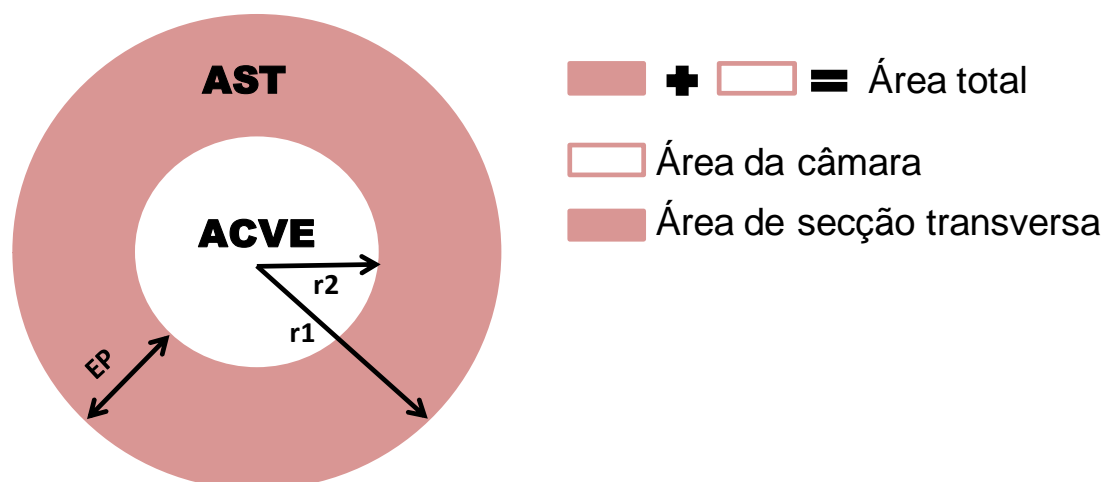 AST
ACVE
r2
r1
EP
+ = Área total
Área da câmara
Área de secção transversa